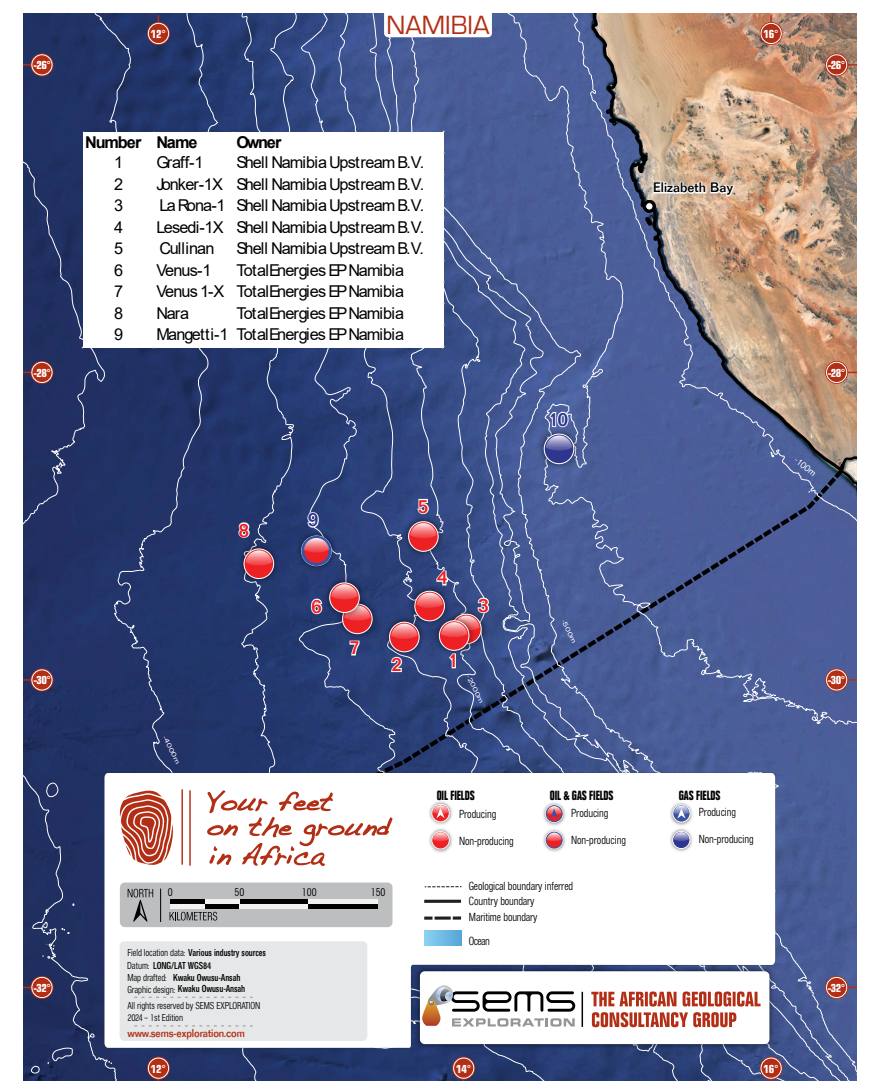 NAMIBIA
12°
16°
-26°
-26°
Number Name Owner
1 Graff-1 Shell Namibia Upstream B.V.
2 Jonker-1X Shell Namibia Upstream B.V.
3 La Rona-1 Shell Namibia Upstream B.V.
4 Lesedi-1X Shell Namibia Upstream B.V.
5 Cullinan Shell Namibia Upstream B.V.
6 Venus-1 TotalEnergies EP Namibia
7 Venus 1-X TotalEnergies EP Namibia
8 Nara TotalEnergies EP Namibia
9 Mangetti-1 TotalEnergies EP Namibia
Elizabeth Bay
-28°
-28°
10
-100m
5
9
8
4
6
3
-500m
7
2
1
-30°
-30°
-2000m
-4000m
Your feet
on the ground
in Africa
OIL FIELDS
Producing
Non-producing
OIL & GAS FIELDS
Producing
Non-producing
GAS FIELDS
Producing
Non-producing
NORTH
0 50 100 150
KILOMETERS
Geological boundary inferred
Country boundary
Maritime boundary
Ocean
Field location data: Various industry sources
Datum: LONG/LAT WGS84
Map drafted: Kwaku Owusu-Ansah
Graphic design: Kwaku Owusu-Ansah
All rights reserved by SEMS EXPLORATION
2024 – 1st Edition
www.sems-exploration.com
-32°
-32°
sems
EXPLORATION
THE AFRICAN GEOLOGICAL
CONSULTANCY GROUP
12°
14°
16°